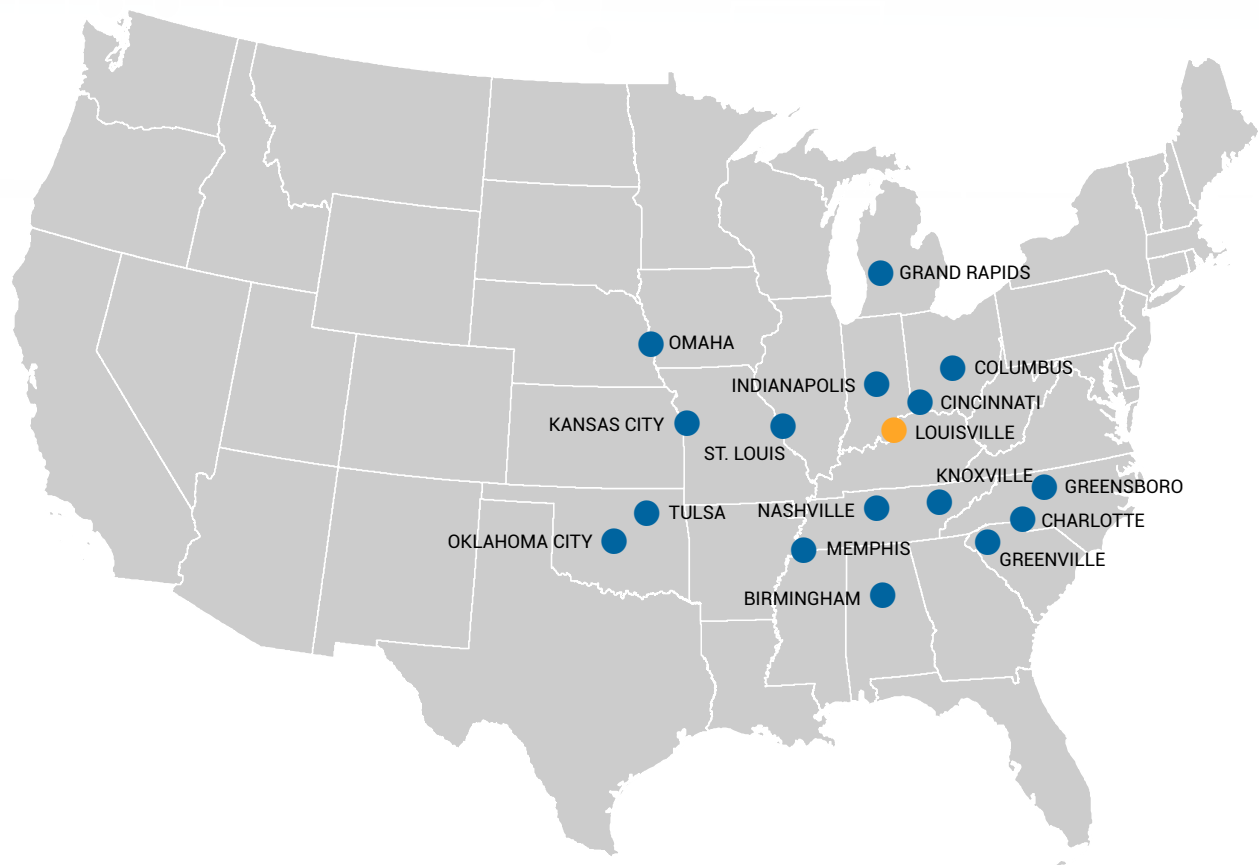 GRAND RAPIDS
OMAHA
COLUMBUS
INDIANAPOLIS
CINCINNATI
KANSAS CITY
LOUISVILLE
ST. LOUIS
KNOXVILLE
GREENSBORO
NASHVILLE
TULSA
CHARLOTTE
OKLAHOMA CITY
MEMPHIS
GREENVILLE
BIRMINGHAM